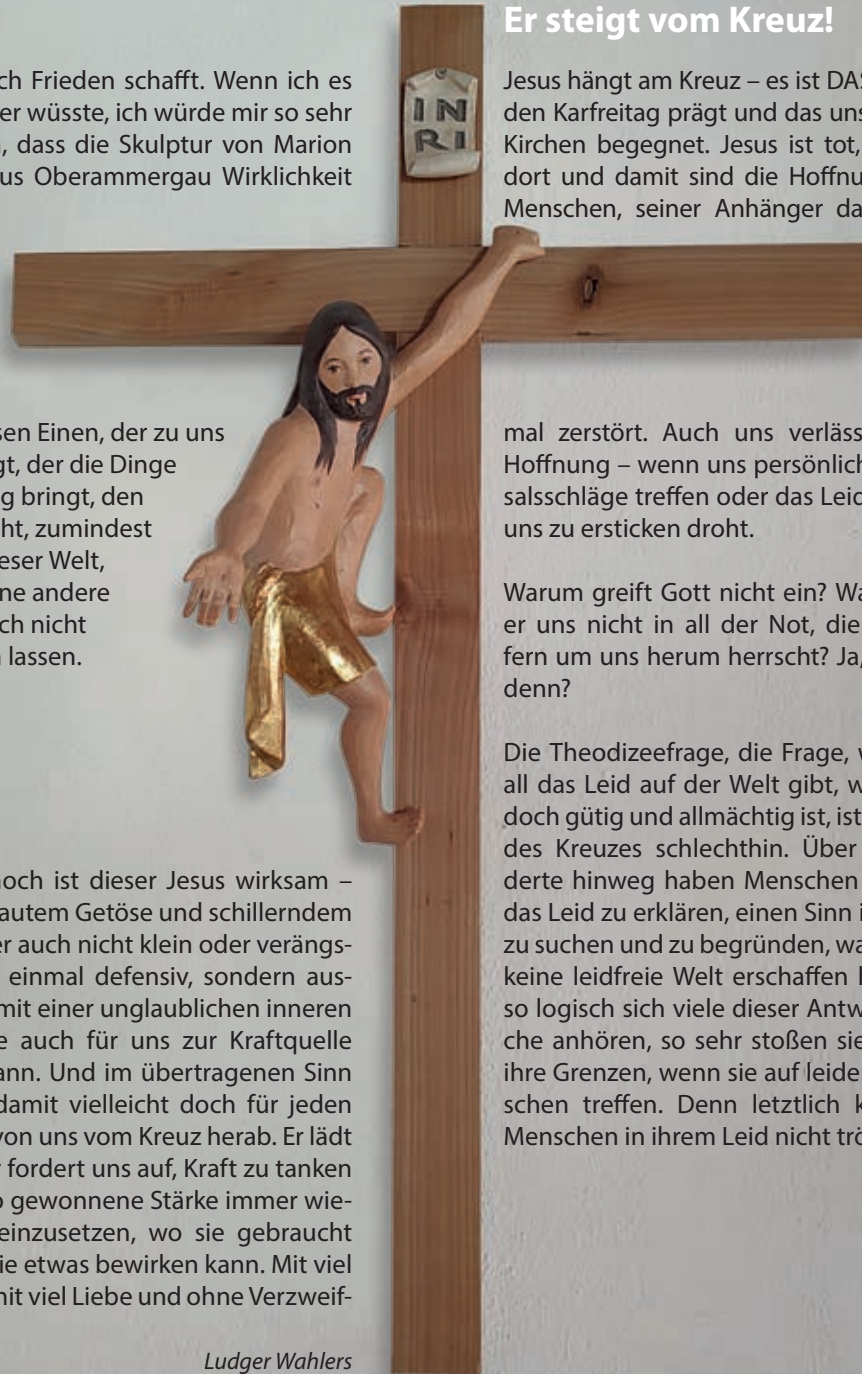 ch Frieden schafft. Wenn ich es
er wüsste, ich würde mir so sehr
, dass die Skulptur von Marion
us Oberammergau Wirklichkeit
sen Einen, der zu uns
gt, der die Dinge
g bringt, den
ht, zumindest
ieser Welt,
ne andere
ch nicht
lassen.
noch ist dieser Jesus wirksam –
autem Getöse und schillerndem
er auch nicht klein oder verängs-
einmal defensiv, sondern aus-
mit einer unglaublichen inneren
e auch für uns zur Kraftquelle
ann. Und im übertragenen Sinn
damit vielleicht doch für jeden
von uns vom Kreuz herab. Er lädt
r fordert uns auf, Kraft zu tanken
o gewonnene Stärke immer wie-
einzusetzen, wo sie gebraucht
ie etwas bewirken kann. Mit viel
mit viel Liebe und ohne Verzweif-
Ludger Wahlers
IN
RI
Er steigt vom Kreuz!
Jesus hängt am Kreuz – es ist DAS
den Karfreitag prägt und das uns
Kirchen begegnet. Jesus ist tot,
dort und damit sind die Hoffnu
Menschen, seiner Anhänger da
mal zerstört. Auch uns verläss
Hoffnung – wenn uns persönlich
salsschläge treffen oder das Leid
uns zu ersticken droht.
Warum greift Gott nicht ein? Wa
er uns nicht in all der Not, die
fern um uns herum herrscht? Ja,
denn?
Die Theodizeefrage, die Frage, w
all das Leid auf der Welt gibt, w
doch gütig und allmächtig ist, ist
des Kreuzes schlechthin. Über
derte hinweg haben Menschen
das Leid zu erklären, einen Sinn i
zu suchen und zu begründen, wa
keine leidfreie Welt erschaffen h
so logisch sich viele dieser Antw
che anhören, so sehr stoßen sie
ihre Grenzen, wenn sie auf leide
schen treffen. Denn letztlich k
Menschen in ihrem Leid nicht trö